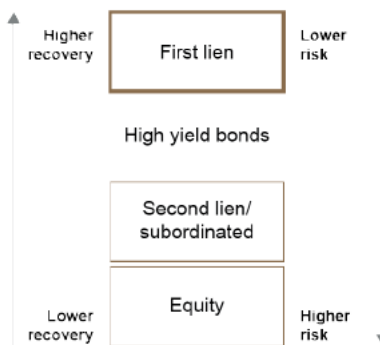 Higher
recovery
First lien
Lower
risk
High yield bonds
Second lien/
subordinated
Equity
Lower
recovery
Higher
risk